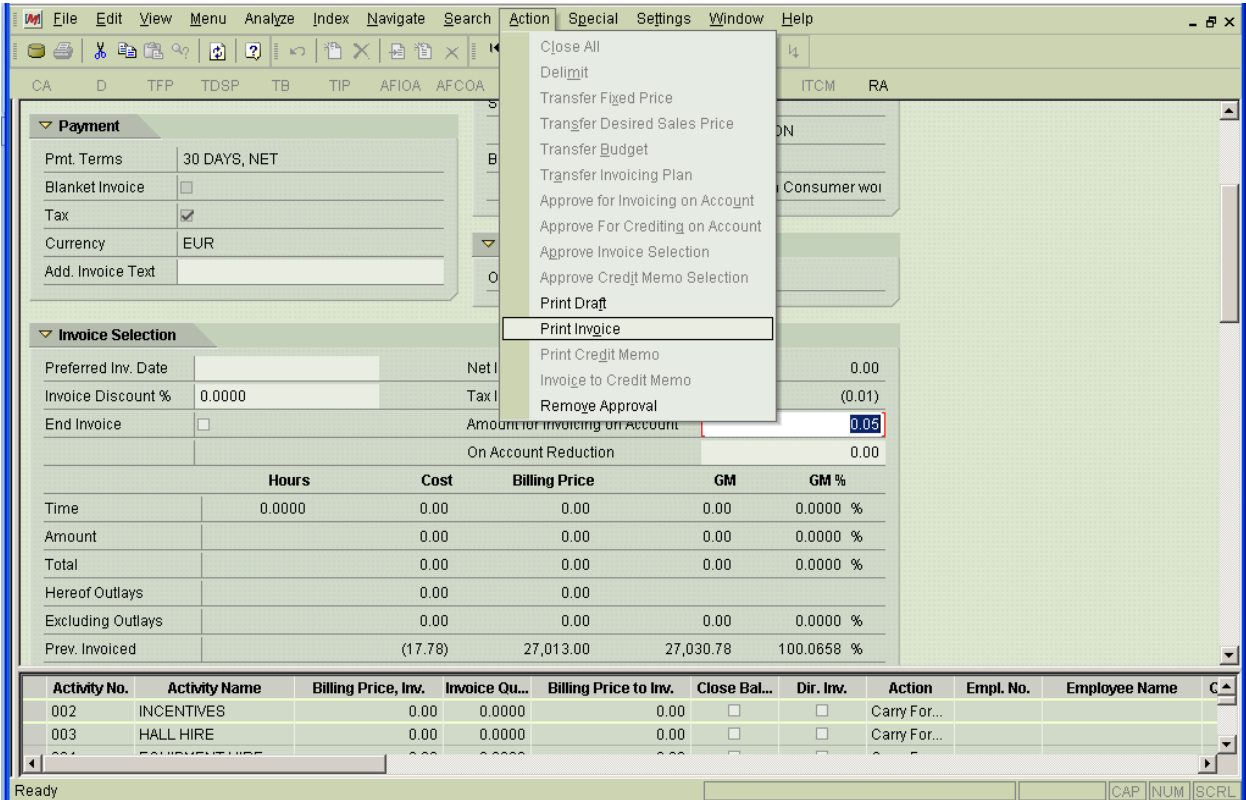 File Edit View Menu Analyze Index Navigate Search Action Special Settings Window Help
CA D TFP TDSP TB TIP AFIOA AFCOA ITCM RA
Close All
Delimit
Transfer Fixed Price
Transfer Desired Sales Price
Transfer Budget
Transfer Invoicing Plan
Approve for Invoicing on Account
Approve For Crediting on Account
Approve Invoice Selection
Approve Credit Memo Selection
Print Draft
Print Invoice
Print Credit Memo
Invoice to Credit Memo
Remove Approval
Payment
Pmt. Terms 30 DAYS, NET
Blanket Invoice
Tax
Currency EUR
Add. Invoice Text
Consumer wor
Invoice Selection
Preferred Inv. Date Net I 0.00
Invoice Discount % 0.0000 Tax I (0.01)
End Invoice Amount for Invoicing on Account 0.05
On Account Reduction 0.00
Hours Cost Billing Price GM GM %
Time 0.0000 0.00 0.00 0.00 0.0000 %
Amount 0.00 0.00 0.00 0.0000 %
Total 0.00 0.00 0.00 0.0000 %
Hereof Outlays 0.00 0.00
Excluding Outlays 0.00 0.00 0.00 0.0000 %
Prev. Invoiced (17.78) 27,013.00 27,030.78 100.0658 %
Activity No. Activity Name Billing Price, Inv. Invoice Qu... Billing Price to Inv. Close Bal... Dir. Inv. Action Empl. No. Employee Name
002 INCENTIVES 0.00 0.0000 0.00 Carry For...
003 HALL HIRE 0.00 0.0000 0.00 Carry For...
Ready CAP NUM SCRL